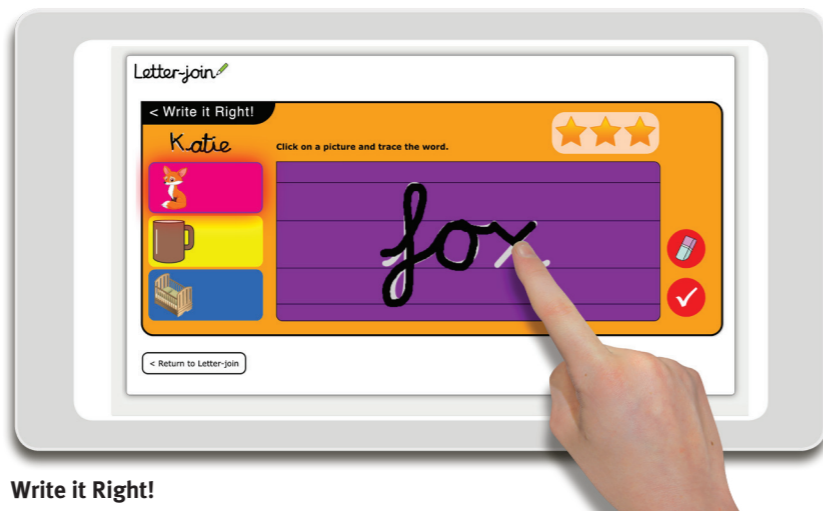 Letter-join
< Write it Right!
Katie
Click on a picture and trace the word.
fox
< Return to Letter-join
Write it Right!